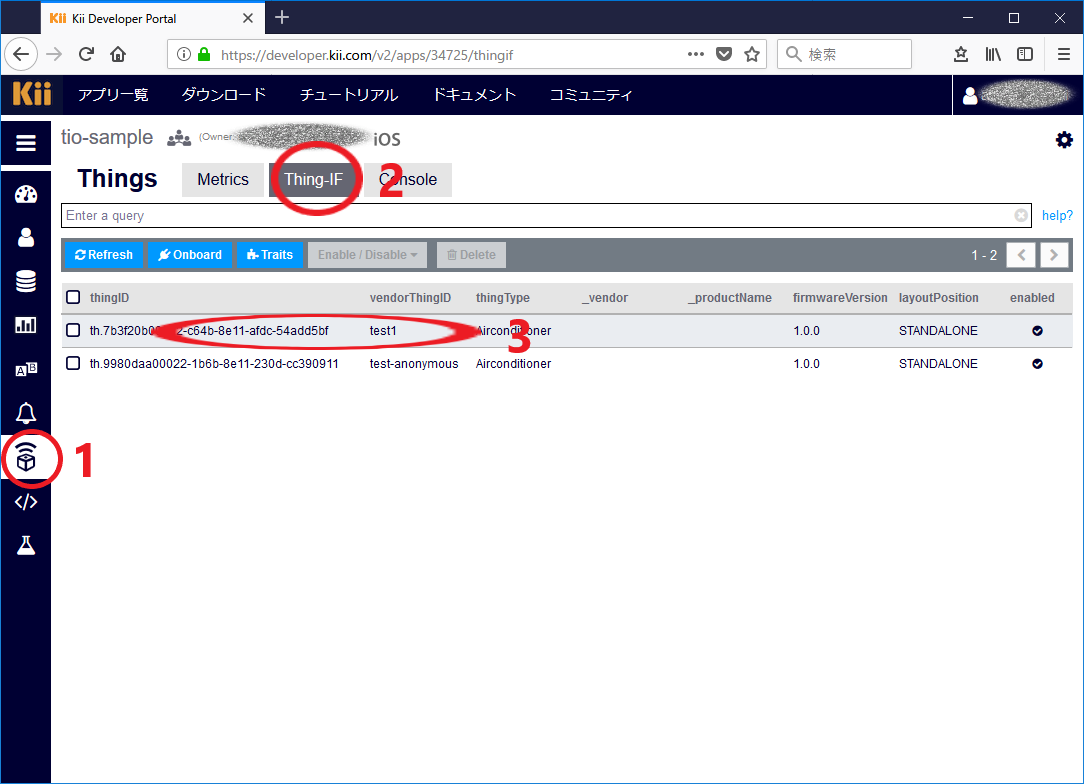 Kii Kii Developer Portal
https://developer.kii.com/v2/apps/34725/thingif
検索
Kii アプリ一覧 ダウンロード チュートリアル ドキュメント コミュニティ
tio-sample (Owner: iOS
Things Metrics Thing-IF Console
2
Enter a query help?
Refresh Onboard Traits Enable / Disable Delete 1 - 2
thingID vendorThingID thingType _vendor _productName firmwareVersion layoutPosition enabled
-c64b-8e11-afdc-54add5bf test1 Airconditioner 1.0.0 STANDALONE
3
th.9980daa00022-1b6b-8e11-230d-cc390911 test-anonymous Airconditioner 1.0.0 STANDALONE
1